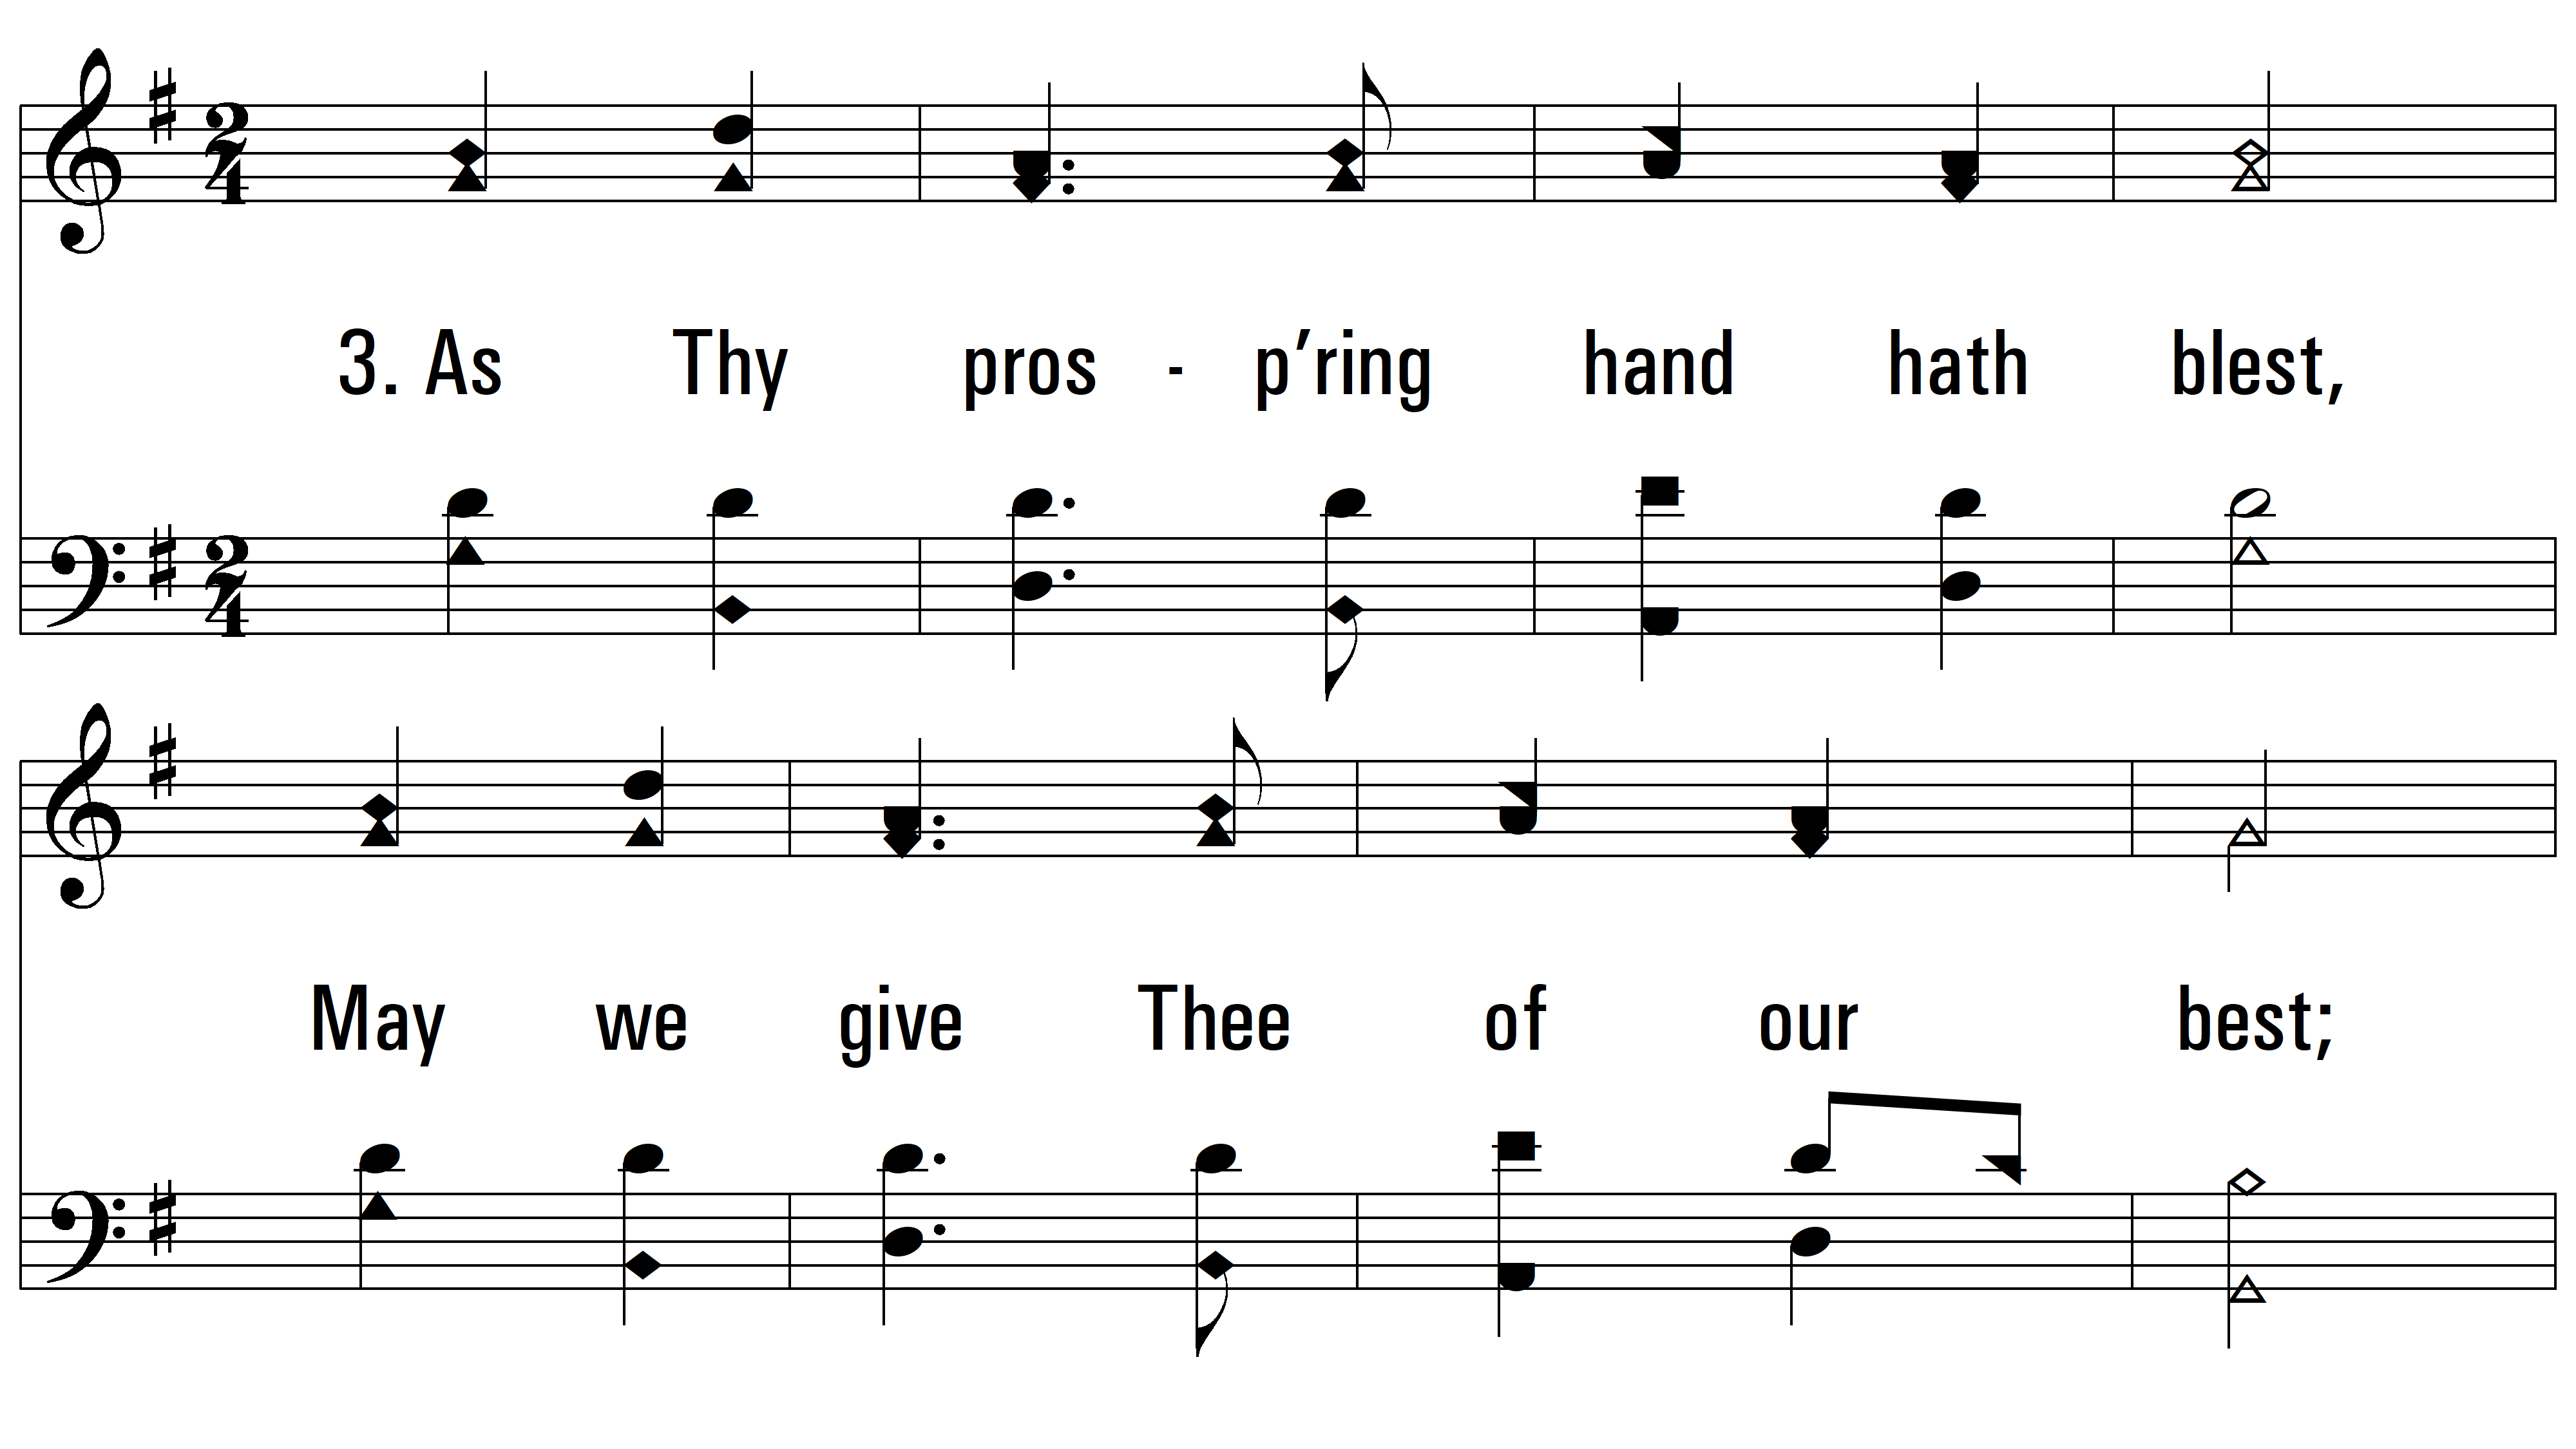 3. As Thy pros - p’ring hand hath blest,
May we give Thee of our best;